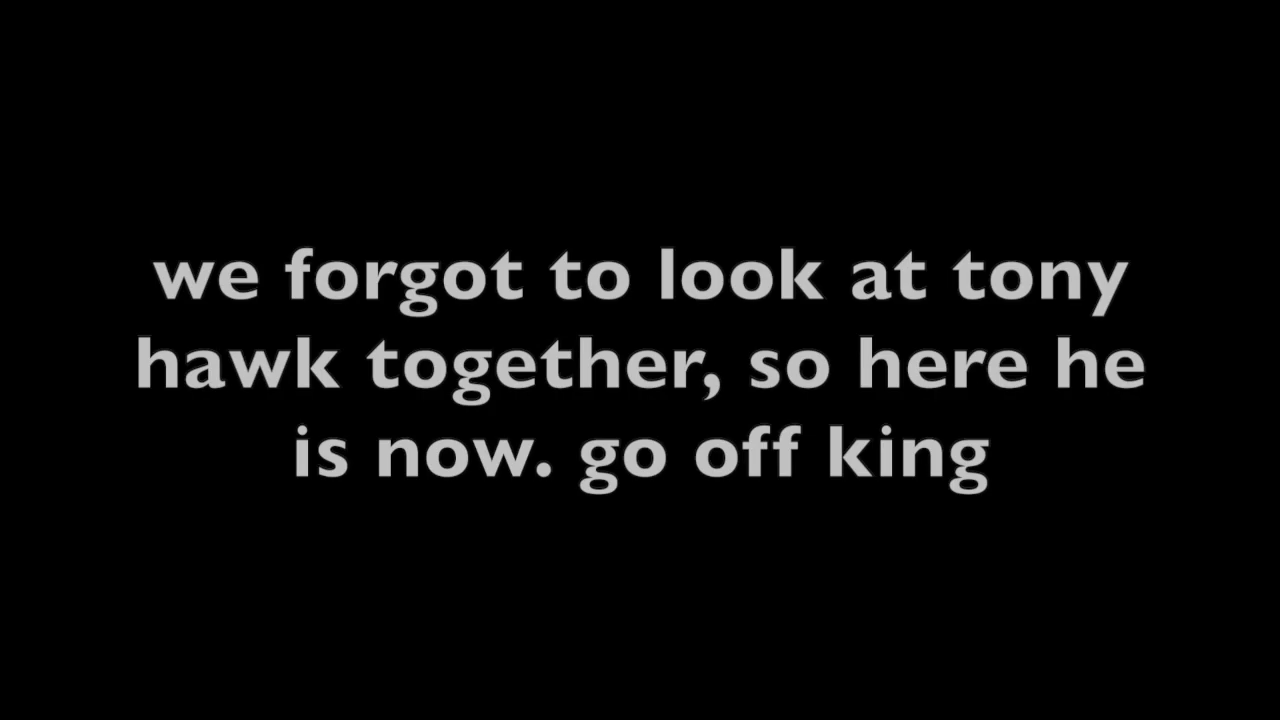 we forgot to look at tony
hawk together, so here he
is now. go off king